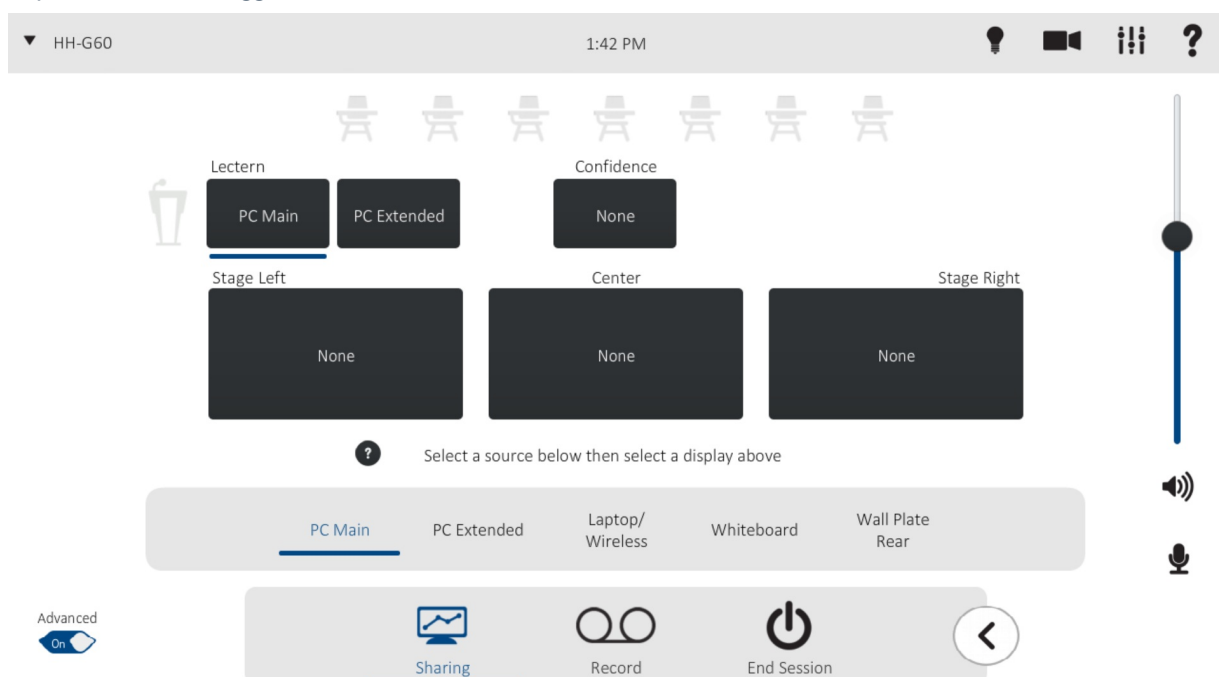 HH-G60
1:42 PM
?
Lectern
Confidence
PC Main
PC Extended
None
Stage Left
Center
Stage Right
None
None
None
? Select a source below then select a display above
PC Main
PC Extended
Laptop/
Wireless
Whiteboard
Wall Plate
Rear
Advanced
On
Sharing
Record
End Session